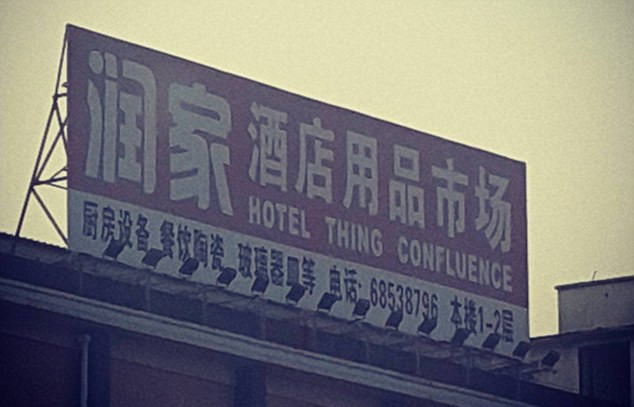 润家 酒店用品市场
HOTEL THING CONFLUENCE
厨房设备 餐饮陶瓷 玻璃器皿等 电话:68538796 本楼1-2层